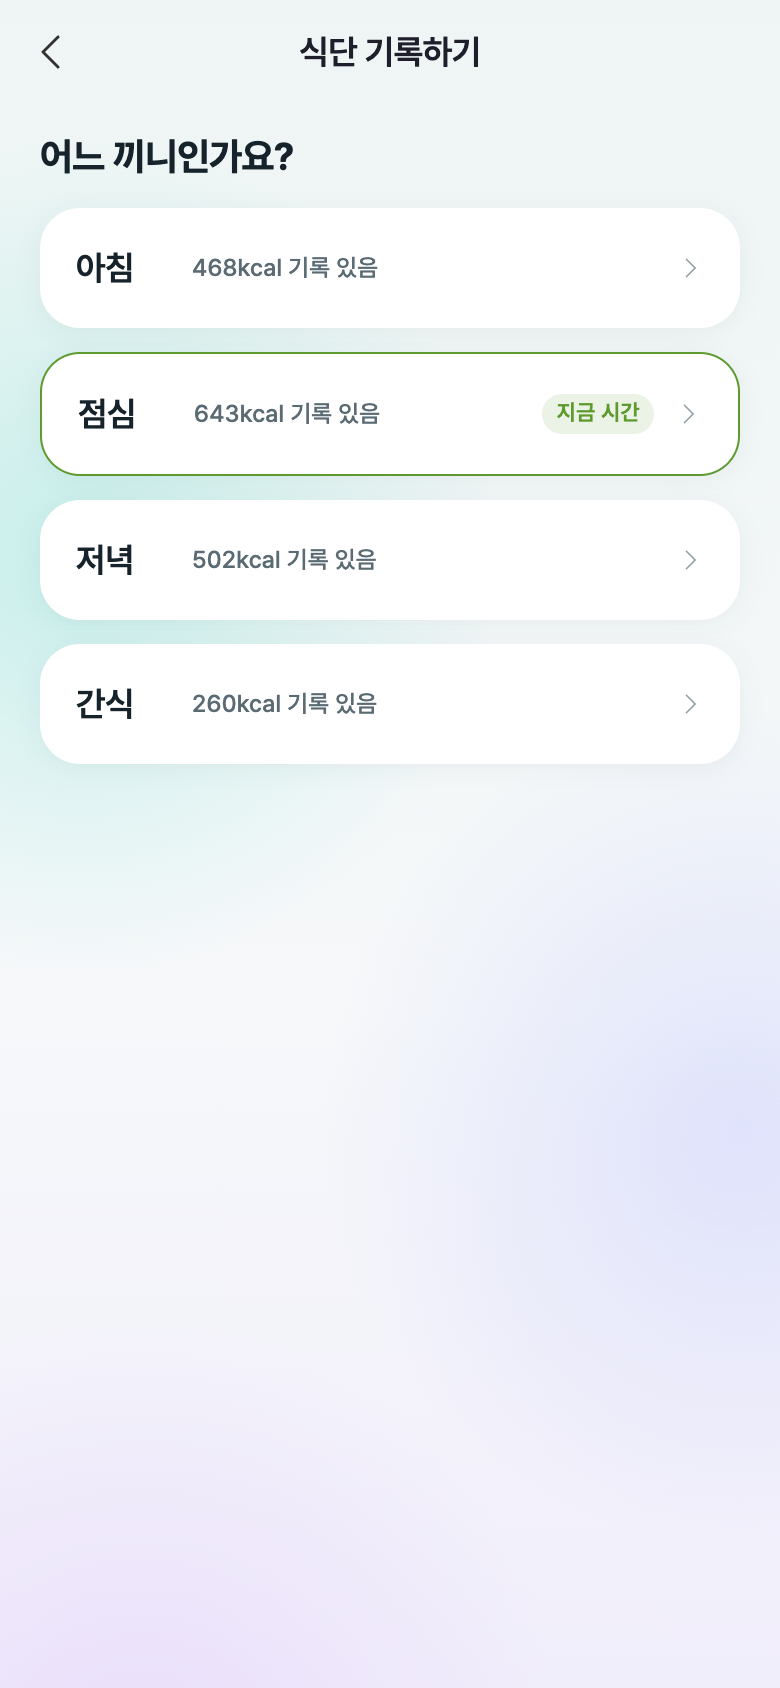 식단 기록하기
어느 끼니인가요?
아침 468kcal 기록 있음
점심 643kcal 기록 있음 지금 시간
저녁 502kcal 기록 있음
간식 260kcal 기록 있음